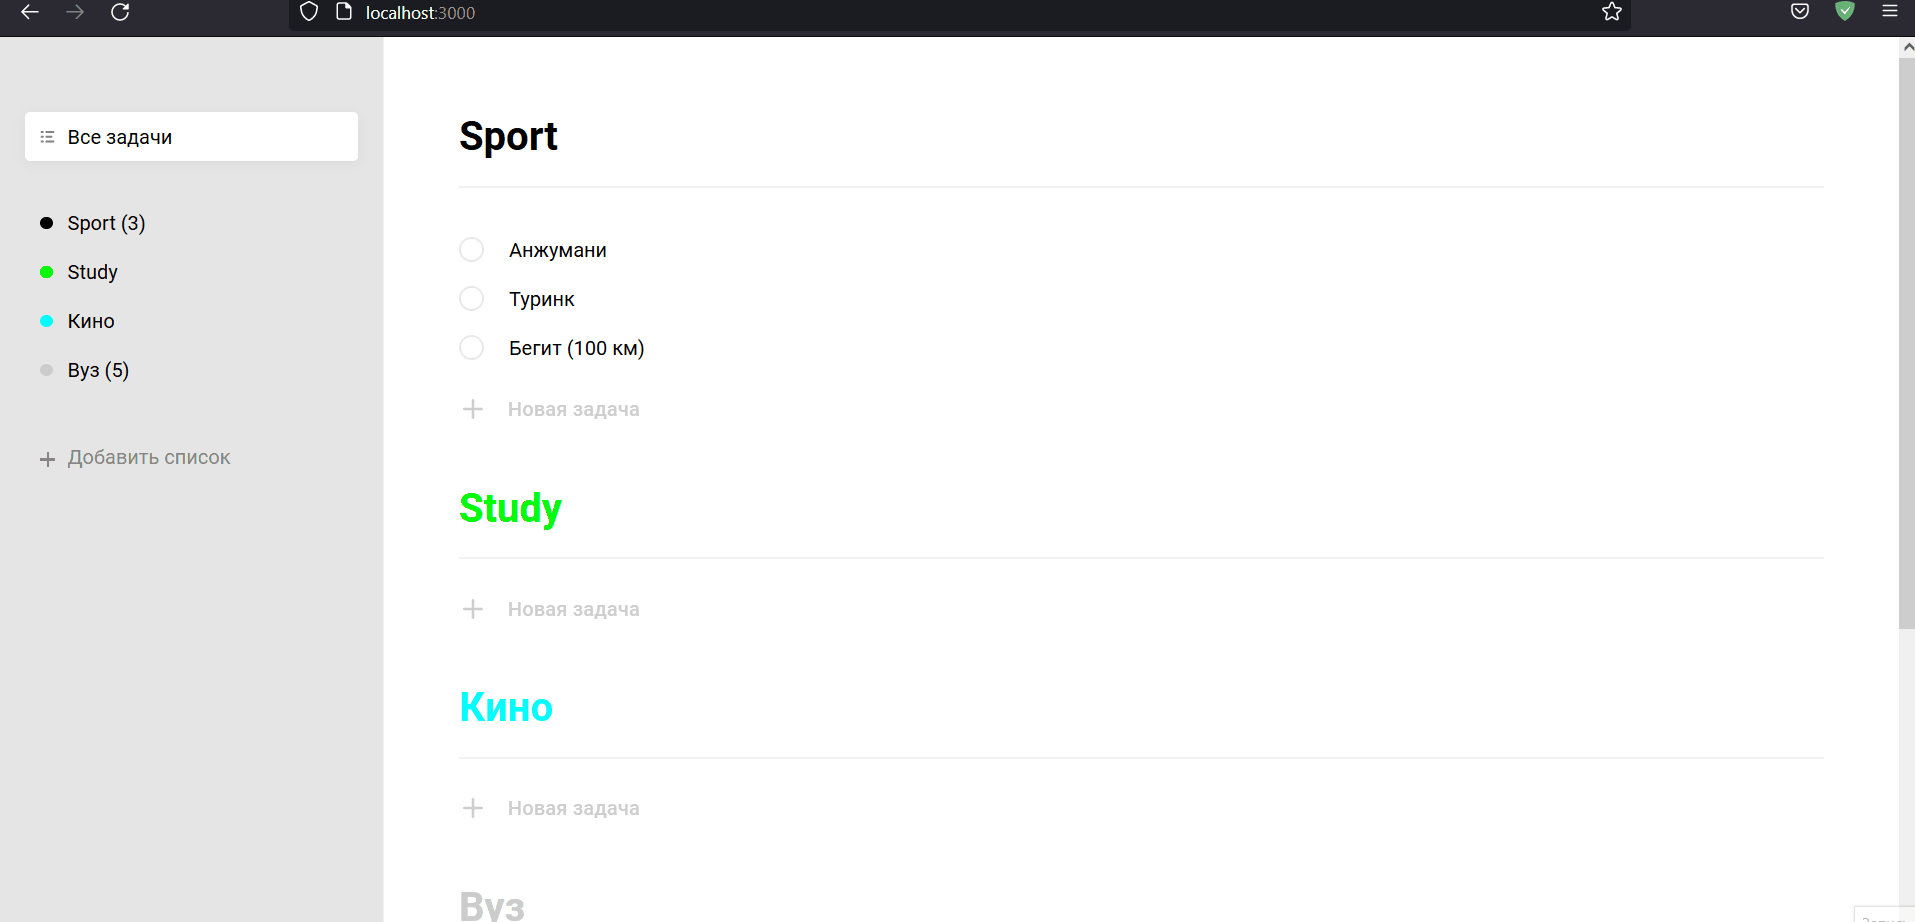 localhost:3000
Все задачи
Sport (3)
Study
Кино
Вуз (5)
Добавить список
Sport
Анжумани
Туринк
Бегит (100 км)
Новая задача
Study
Новая задача
Кино
Новая задача
Вуз